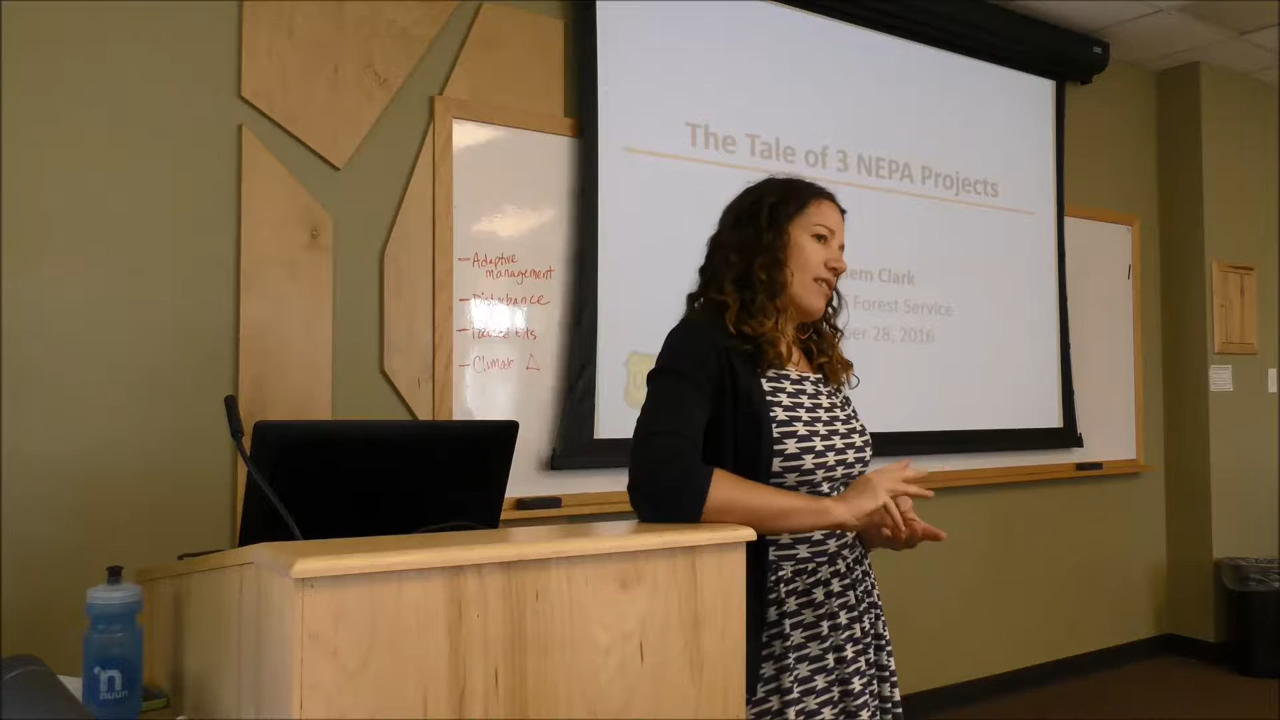 The Tale of 3 NEPA Projects
Clark
Forest Service
28, 2016
- Adaptive
management
- Disturbance
- Climate △
nuun